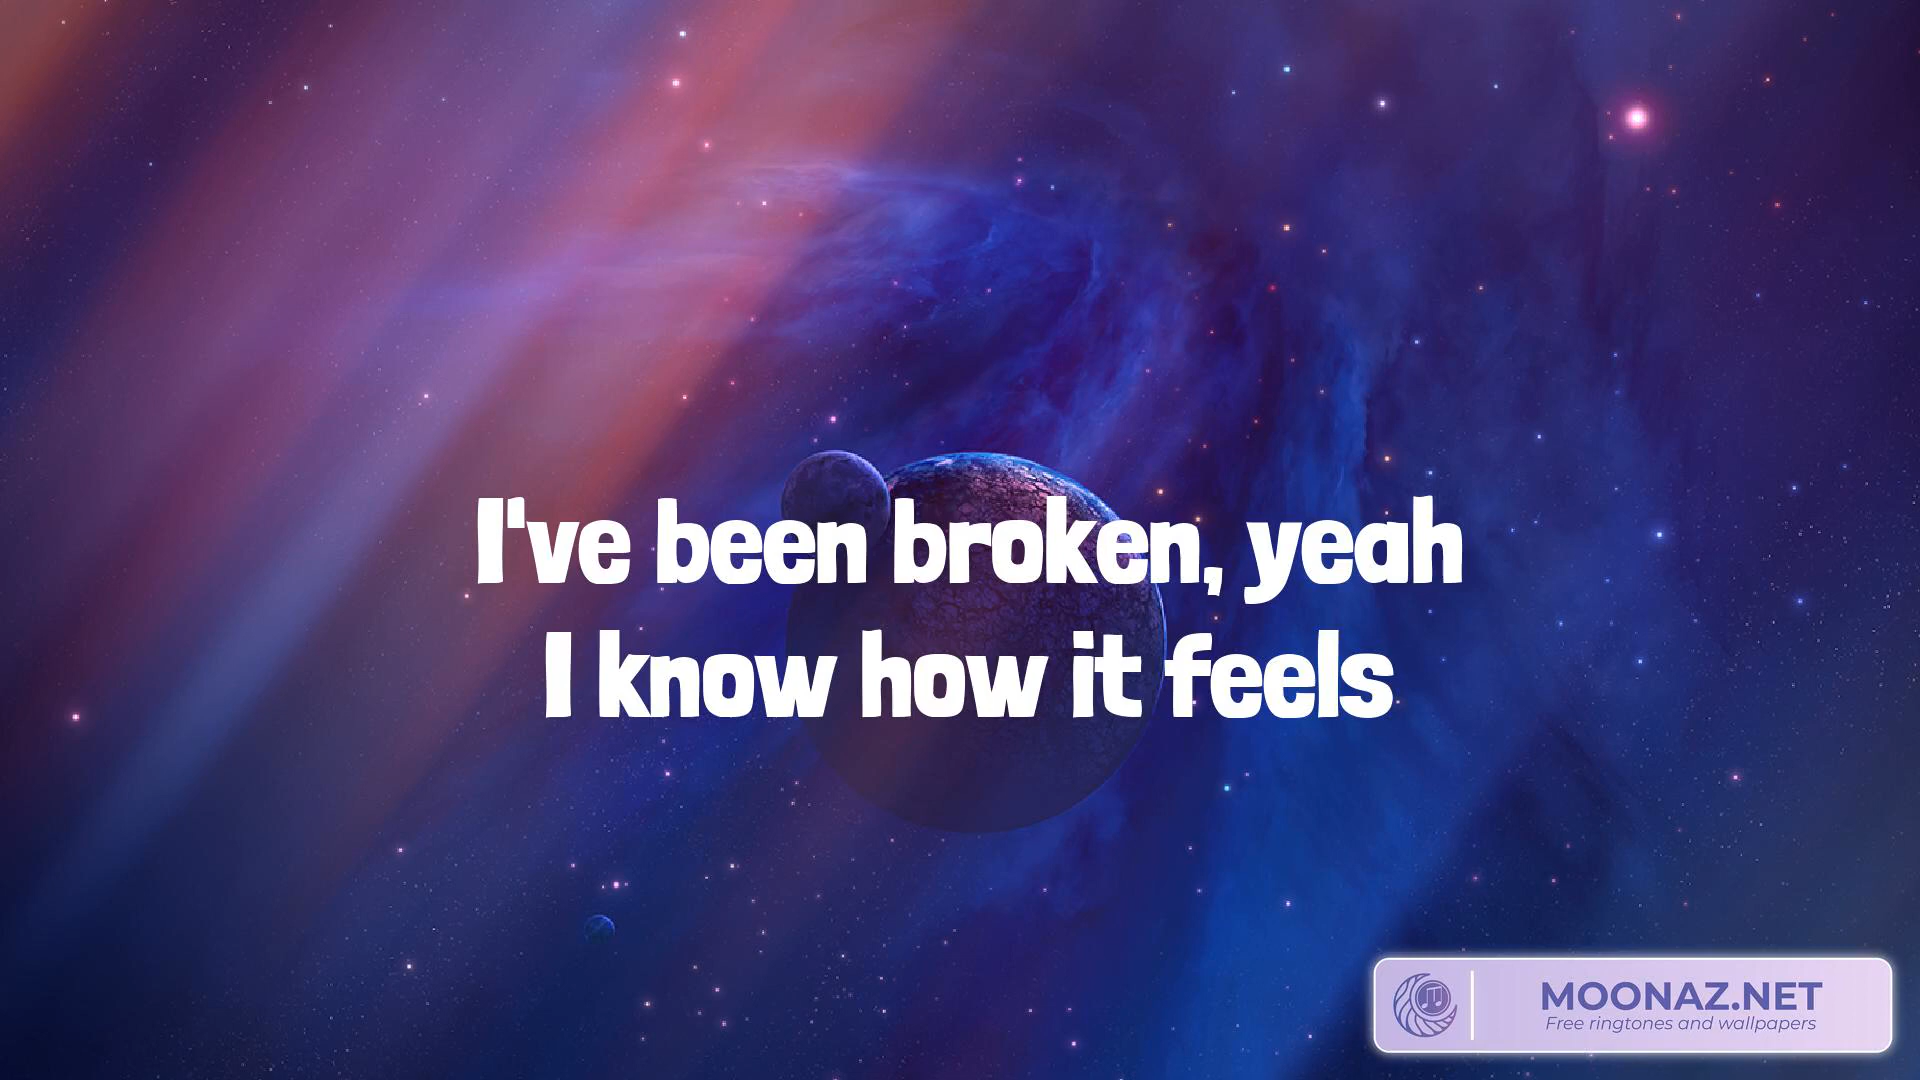 I've been broken, yeah
I know how it feels
MOONAZ.NET
Free ringtones and wallpapers